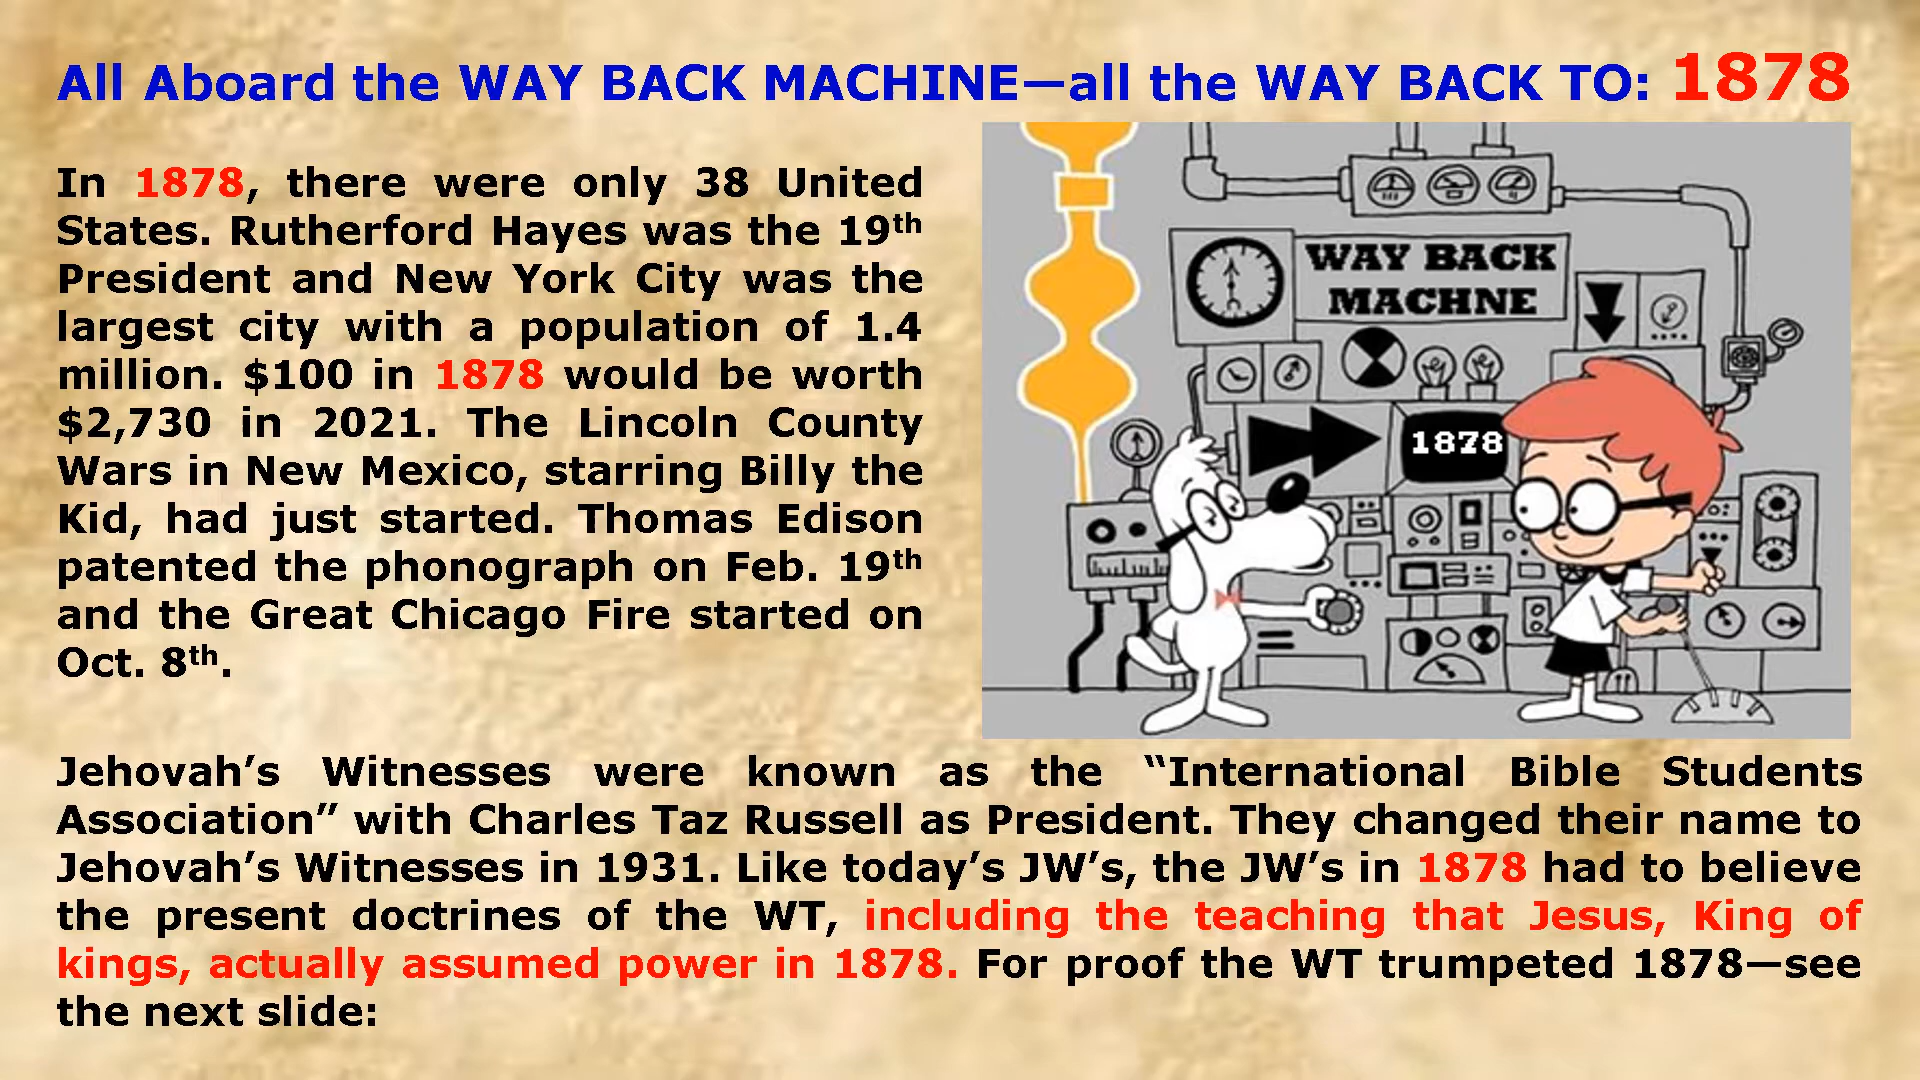 All Aboard the WAY BACK MACHINE—all the WAY BACK TO: 1878
In 1878, there were only 38 United
States. Rutherford Hayes was the 19th
President and New York City was the
largest city with a population of 1.4
million. $100 in 1878 would be worth
$2,730 in 2021. The Lincoln County
Wars in New Mexico, starring Billy the
Kid, had just started. Thomas Edison
patented the phonograph on Feb. 19th
and the Great Chicago Fire started on
Oct. 8th.
WAY BACK
MACHNE
1878
Jehovah’s Witnesses were known as the “International Bible Students
Association” with Charles Taz Russell as President. They changed their name to
Jehovah’s Witnesses in 1931. Like today’s JW’s, the JW’s in 1878 had to believe
the present doctrines of the WT, including the teaching that Jesus, King of
kings, actually assumed power in 1878. For proof the WT trumpeted 1878—see
the next slide: